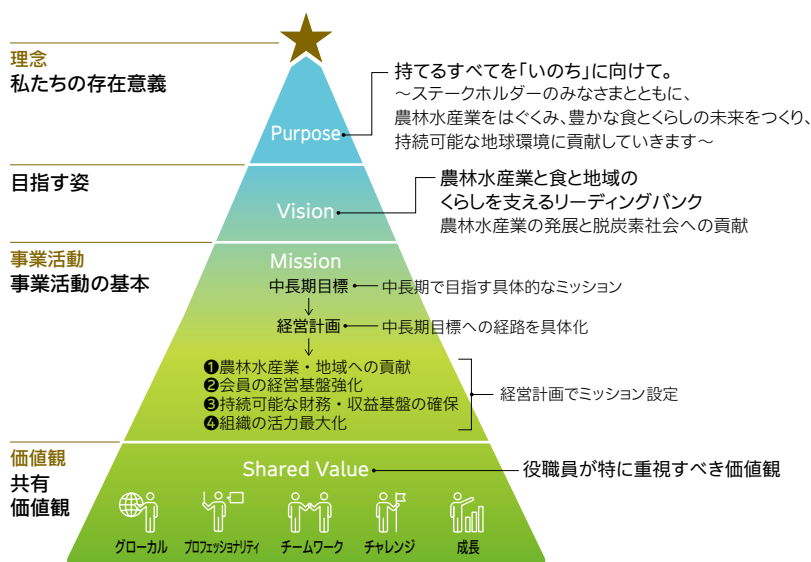 理念
私たちの存在意義
Purpose
持てるすべてを「いのち」に向けて。
～ステークホルダーのみなさまとともに、
農林水産業をはぐくみ、豊かな食とくらしの未来をつくり、
持続可能な地球環境に貢献していきます～
目指す姿
Vision
農林水産業と食と地域の
くらしを支えるリーディングバンク
農林水産業の発展と脱炭素社会への貢献
事業活動
事業活動の基本
Mission
中長期目標
中長期で目指す具体的なミッション
経営計画
中長期目標への経路を具体化
❶農林水産業・地域への貢献
❷会員の経営基盤強化
❸持続可能な財務・収益基盤の確保
❹組織の活力最大化
経営計画でミッション設定
価値観
共有
価値観
Shared Value
役職員が特に重視すべき価値観
グローカル
プロフェッショナリティ
チームワーク
チャレンジ
成長